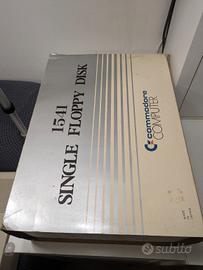 1541
SINGLE FLOPPY DISK
commodore
COMPUTER
subito